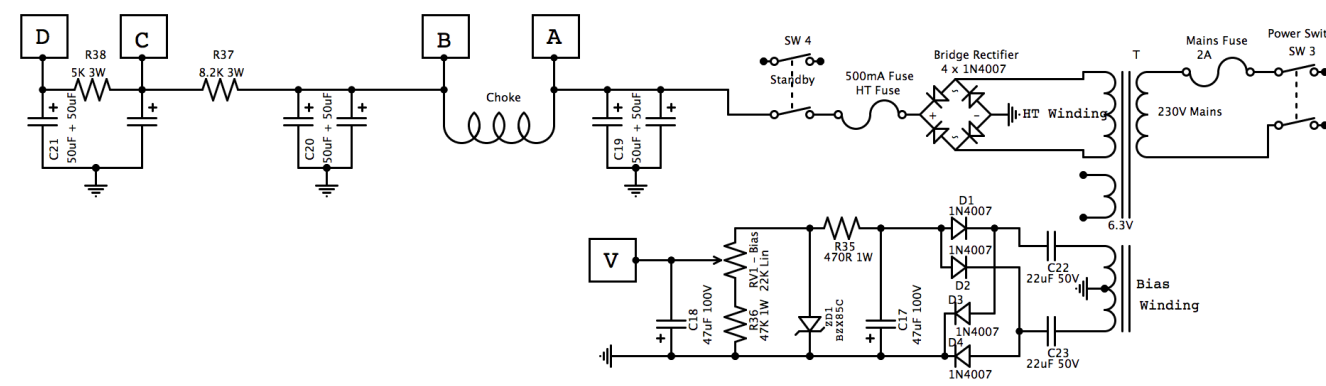 D
C
B
A
R38
5K 3W
R37
8.2K 3W
C21
50uF + 50uF
+
+
C20
50uF + 50uF
+
+
Choke
C19
50uF + 50uF
+
+
SW 4
Standby
500mA Fuse
HT Fuse
Bridge Rectifier
4 x 1N4007
~
+
-
~
HT Winding
T
230V Mains
Mains Fuse
2A
Power Swit
SW 3
6.3V
V
C18
47uF 100V
+
RV1 - Bias
22K Lin
R36
47K 1W
ZD1
BZX85C
R35
470R 1W
C17
47uF 100V
+
D1
1N4007
1N4007
D2
D3
1N4007
D4
1N4007
C22
22uF 50V
C23
22uF 50V
Bias
Winding